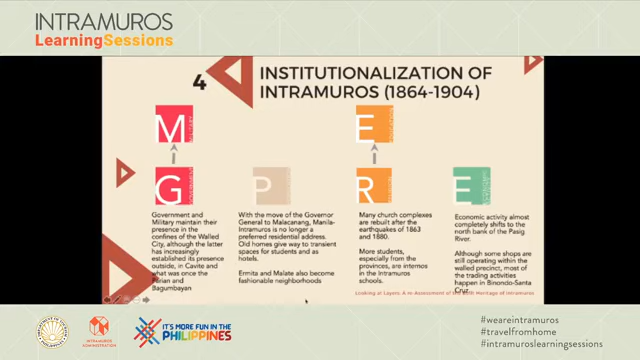 INTRAMUROS
LearningSessions
4
INSTITUTIONALIZATION OF
INTRAMUROS (1864-1904)
M
E
G
P
R
E
Government and
Military maintain their
presence in the
confines of the Walled
City, although the latter
has increasingly
established its presence
outside, in Cavite and
what was once the
Parian and
Bagumbayan
With the move of the Governor
General to Malacanang, Manila-
Intramuros is no longer a
preferred residential address.
Old homes give way to transient
spaces for students and as
hotels.
Ermita and Malate also become
fashionable neighborhoods
Many church complexes
are rebuilt after the
earthquakes of 1863
and 1880.
More students,
especially from the
provinces, are internos
in the Intramuros
schools.
Economic activity almost
completely shifts to the
north bank of the Pasig
River.
Although some shops are
still operating within the
walled precinct, most of
the trading activities
happen in Binondo-Santa
Cruz.
Looking at Layers: A re-Assessment of the Built Heritage of Intramuros
INTRAMUROS
ADMINISTRATION
IT'S MORE FUN IN THE
PHILIPPINES
#weareintramuros
#travelfromhome
#intramuroslearningsessions